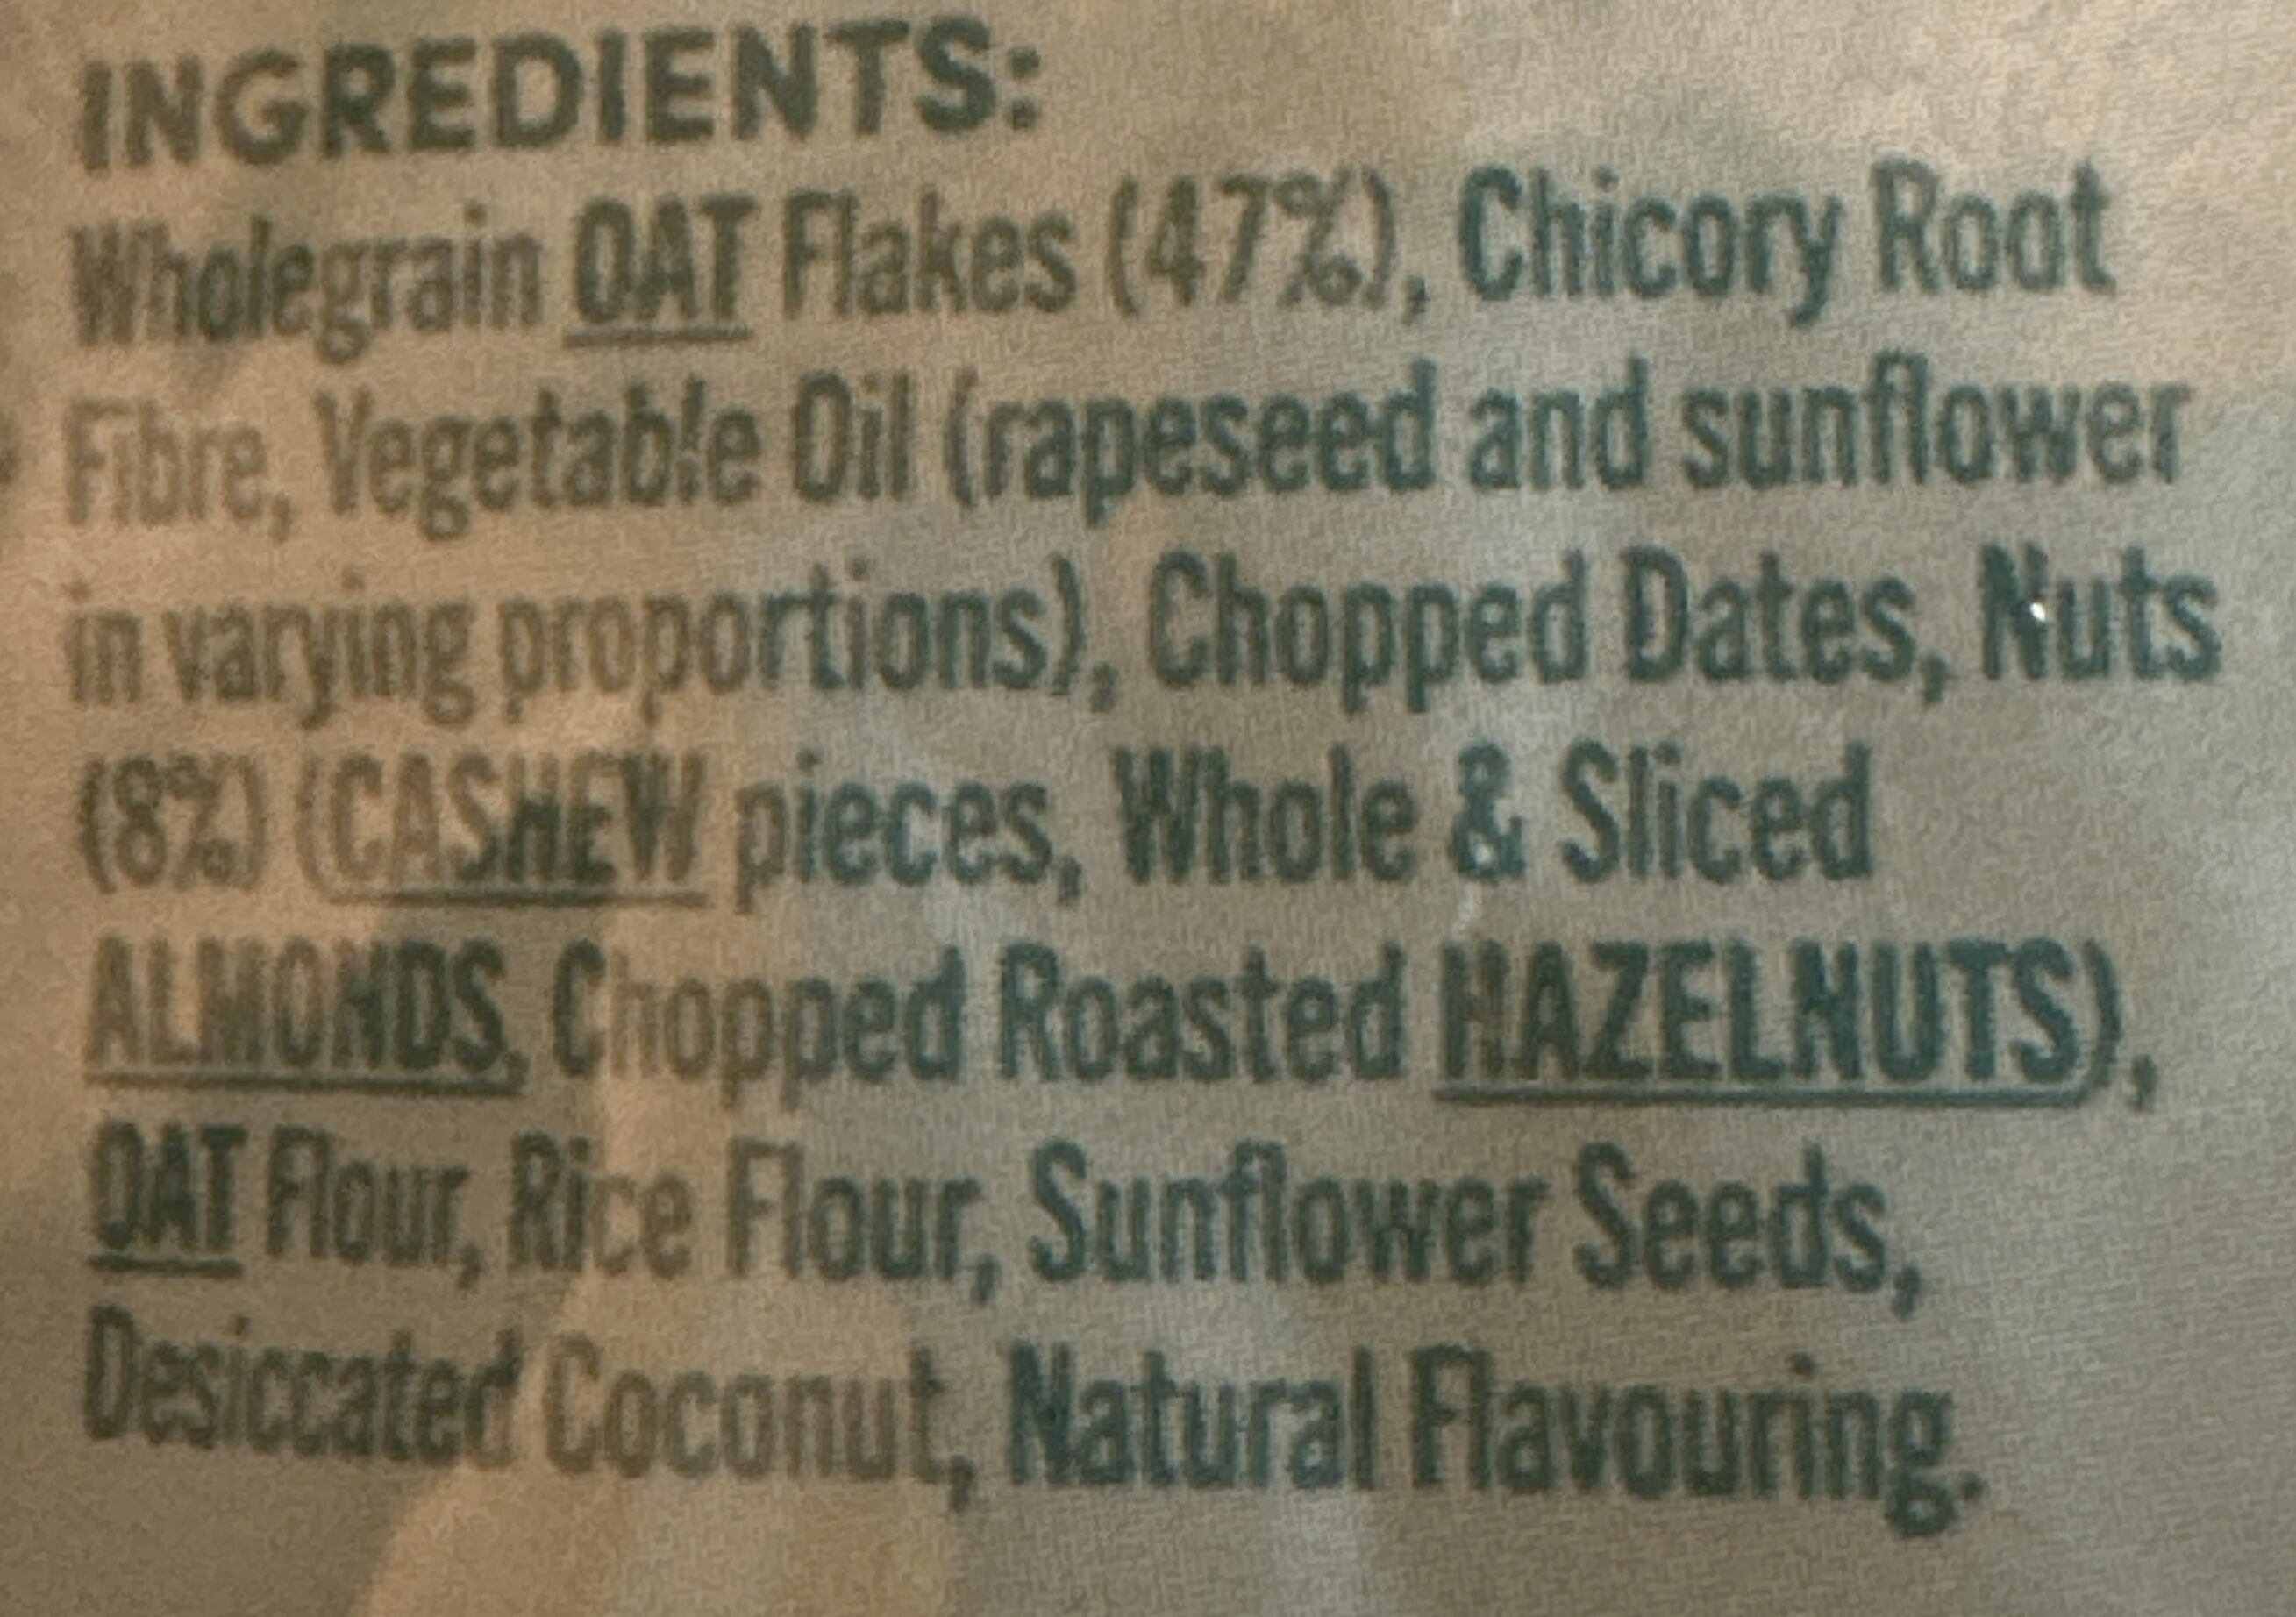 INGREDIENTS:
Wholegrain OAT Flakes (47%), Chicory Root
Fibre, Vegetable Oil (rapeseed and sunflower
in varying proportions), Chopped Dates, Nuts
(8%) (CASHEW pieces, Whole & Sliced
ALMONDS, Chopped Roasted HAZELNUTS),
OAT Flour, Rice Flour, Sunflower Seeds,
Desiccated Coconut, Natural Flavouring.